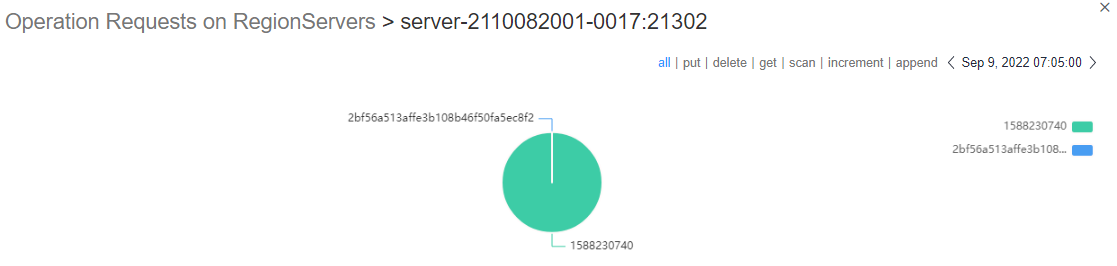 Operation Requests on RegionServers > server-2110082001-0017:21302
all | put | delete | get | scan | increment | append < Sep 9, 2022 07:05:00 >
2bf56a513affe3b108b46f50fa5ec8f2
1588230740
2bf56a513affe3b108...
1588230740